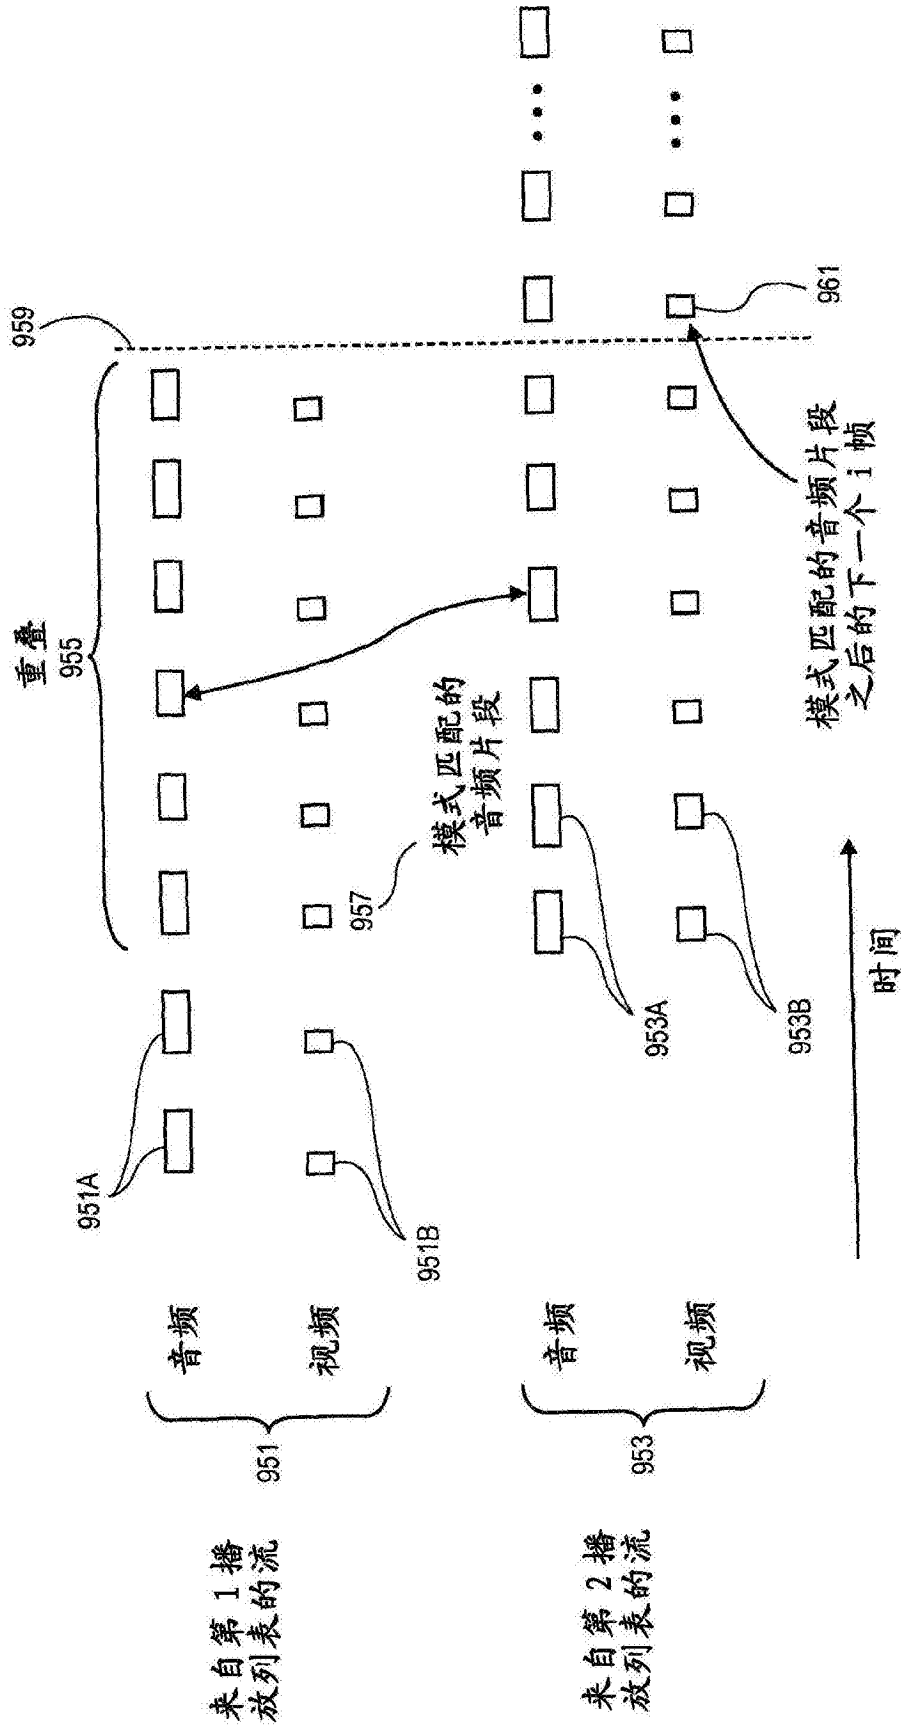 重叠
955
959
951A
951B
957
模式匹配的
音频片段
音频
视频
951
来自第 1 播
放列表的流
953A
953B
961
模式匹配的音频片段
之后的下一个 i 帧
音频
视频
953
来自第 2 播
放列表的流
时间